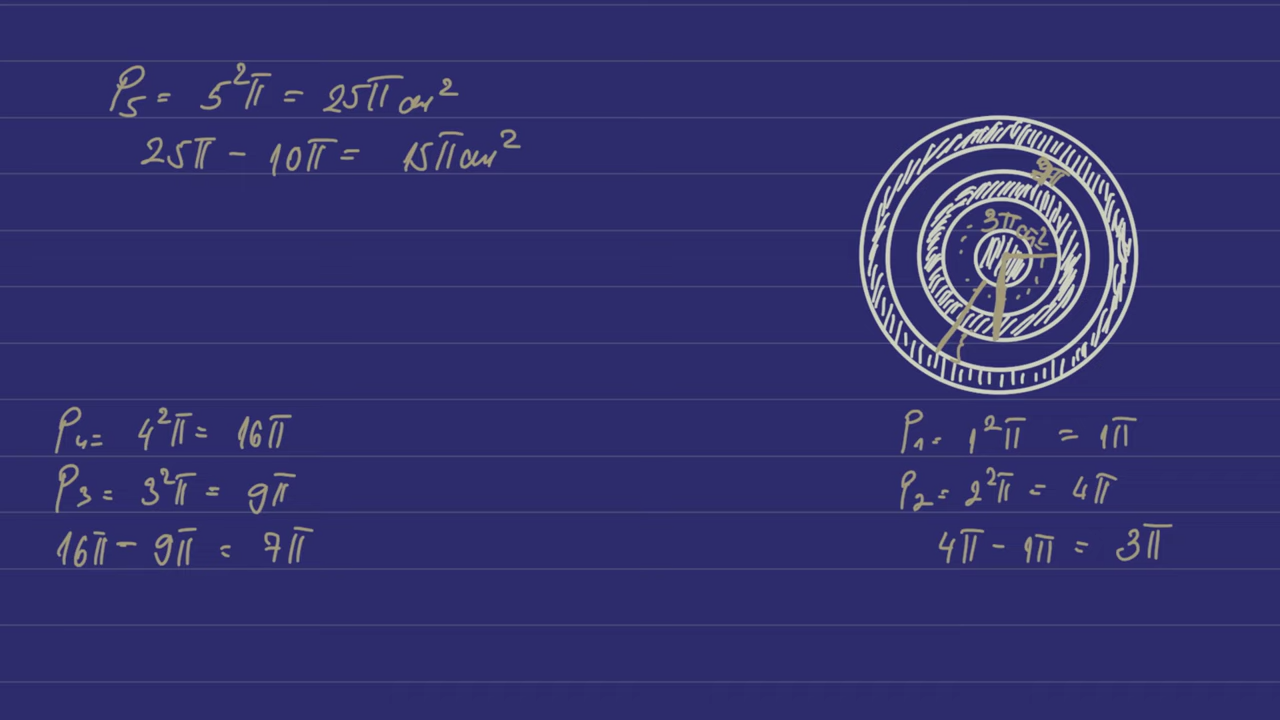 P₅ = 5²π = 25π cm²
25π - 10π = 15π cm²
3π cm²
P₄ = 4²π = 16π
P₃ = 3²π = 9π
16π - 9π = 7π
P₁ = 1²π = 1π
P₂ = 2²π = 4π
4π - 1π = 3π